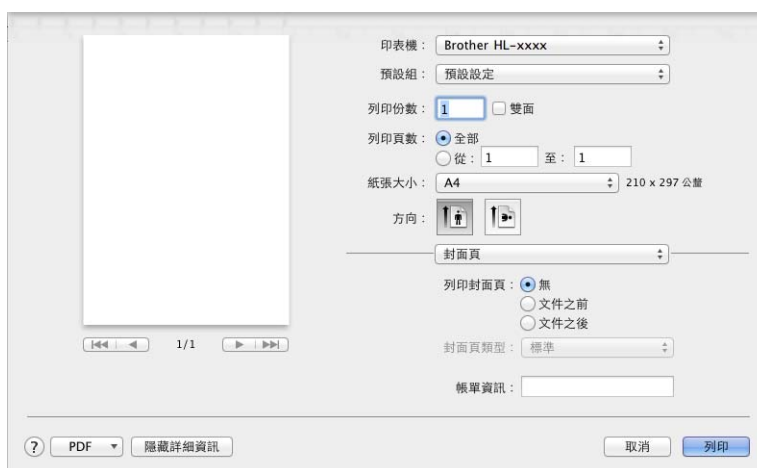 印表機： Brother HL-xxxx
預設組： 預設設定
列印份數： 1 雙面
列印頁數： 全部
從： 1 至： 1
紙張大小： A4 210 x 297 公釐
方向：
封面頁
列印封面頁： 無
文件之前
文件之後
1/1
封面頁類型： 標準
帳單資訊：
? PDF 隱藏詳細資訊 取消 列印